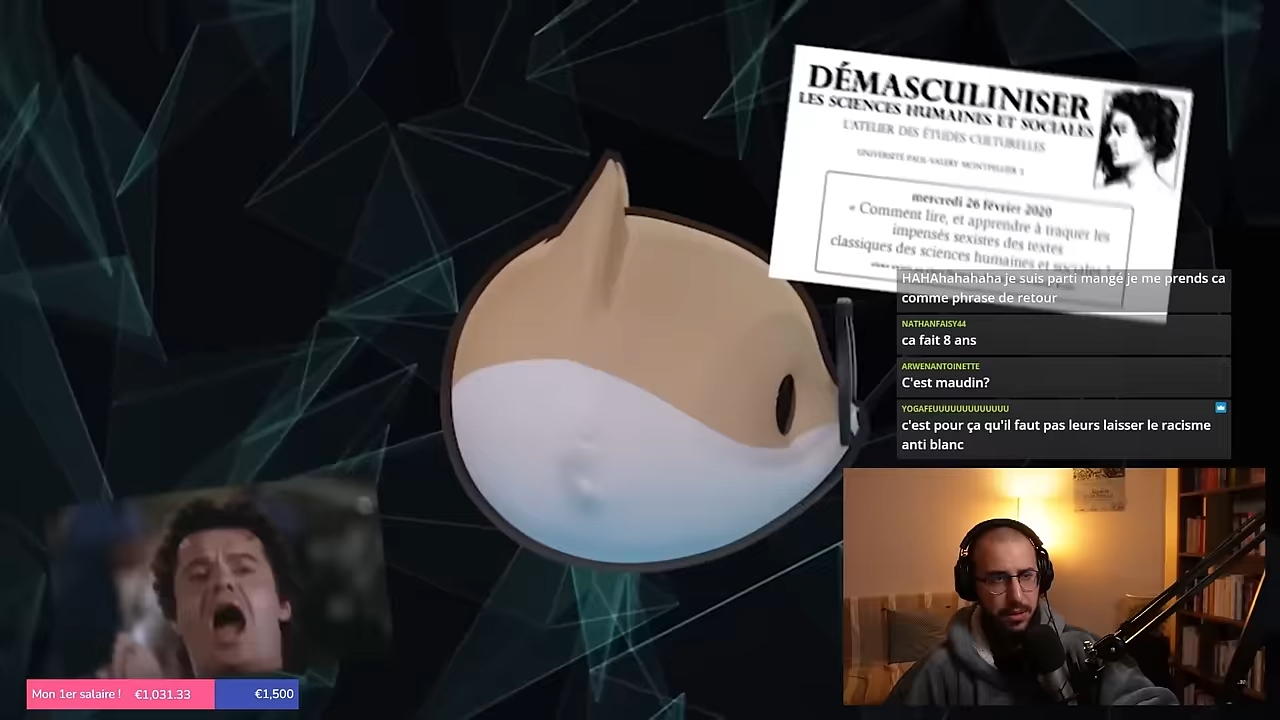 DÉMASCULINISER
LES SCIENCES HUMAINES ET SOCIALES
L'ATELIER DES ÉTUDES CULTURELLES
UNIVERSITÉ PAUL-VALÉRY MONTPELLIER 3
mercredi 26 février 2020
« Comment lire, et apprendre à traquer les
impensés sexistes des textes
classiques des sciences humaines et sociales ? »
HAHAhahahaha je suis parti mangé je me prends ca
comme phrase de retour
NATHANFAISY44
ca fait 8 ans
ARWENANTOINETTE
C'est maudin?
YOGAFEUUUUUUUUUUUUU
c'est pour ça qu'il faut pas leurs laisser le racisme
anti blanc
Mon 1er salaire ! €1,031.33 €1,500